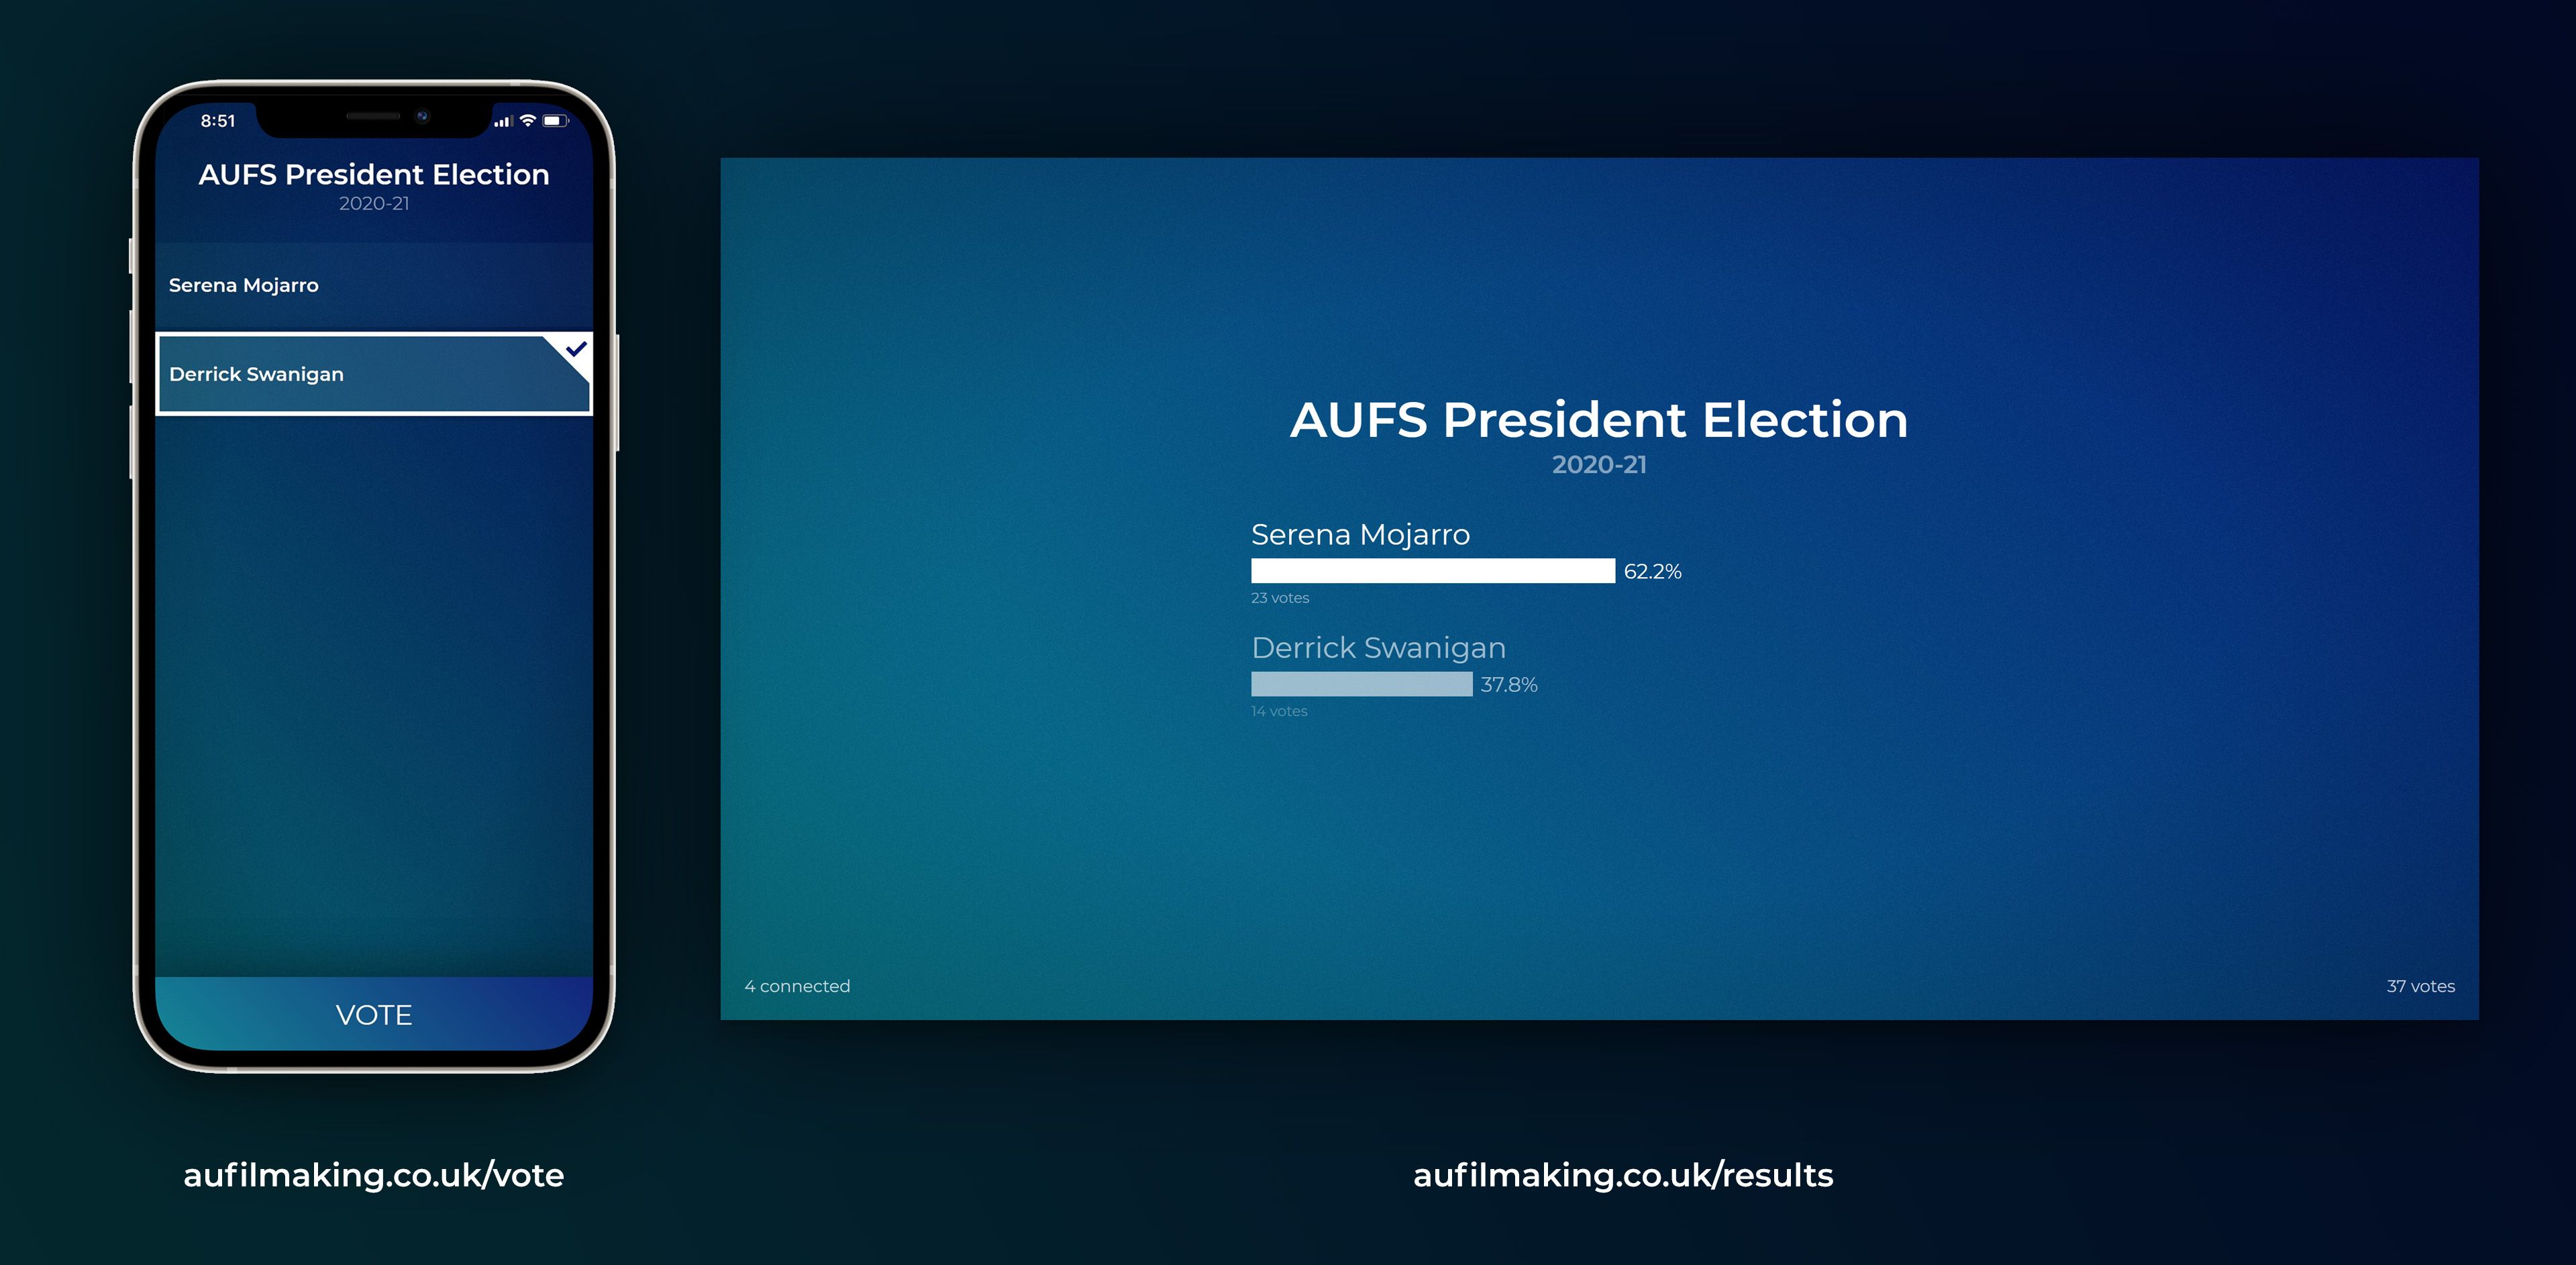 8:51
AUFS President Election
2020-21
Serena Mojarro
Derrick Swanigan
VOTE
aufilmaking.co.uk/vote
AUFS President Election
2020-21
Serena Mojarro
62.2%
23 votes
Derrick Swanigan
37.8%
14 votes
4 connected
37 votes
aufilmaking.co.uk/results